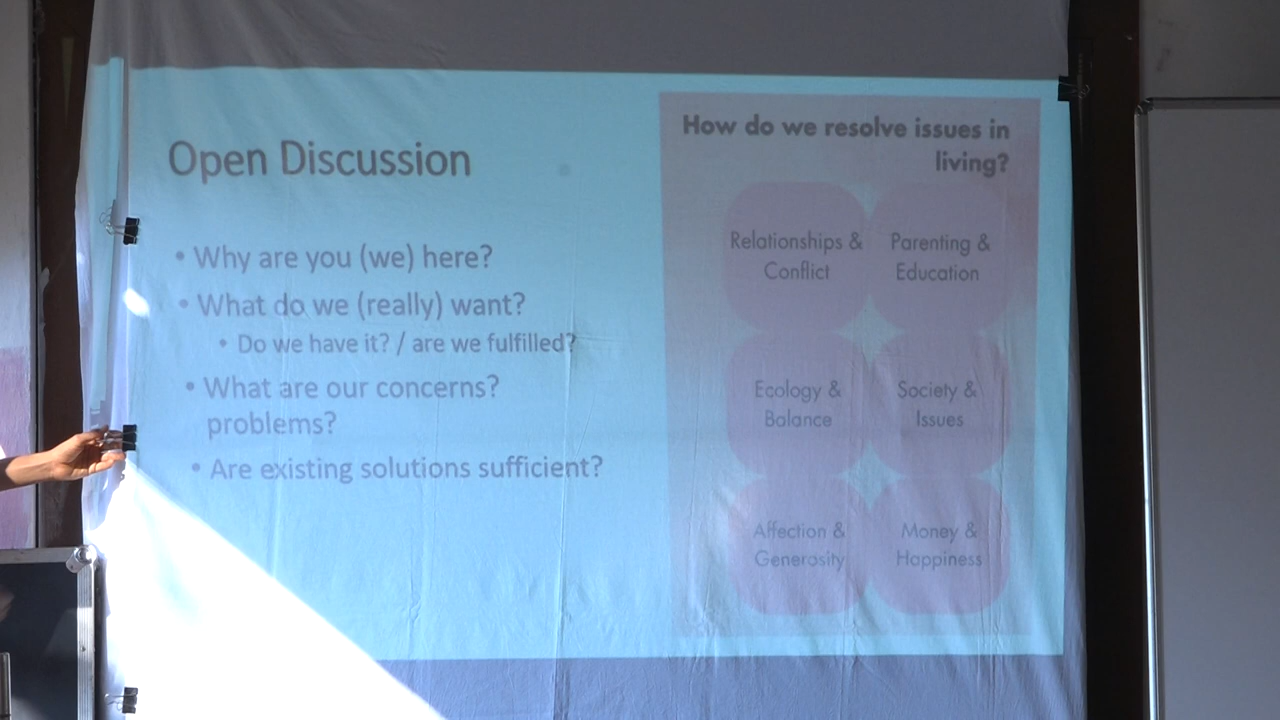 Open Discussion
• Why are you (we) here?
• What do we (really) want?
• Do we have it? / are we fulfilled?
• What are our concerns?
problems?
• Are existing solutions sufficient?
How do we resolve issues in
living?
Relationships &
Conflict
Parenting &
Education
Ecology &
Balance
Society &
Issues
Affection &
Generosity
Money &
Happiness